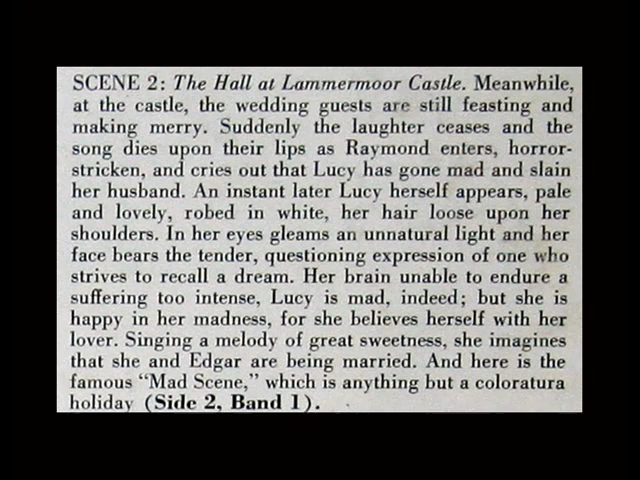 SCENE 2: The Hall at Lammermoor Castle. Meanwhile,
at the castle, the wedding guests are still feasting and
making merry. Suddenly the laughter ceases and the
song dies upon their lips as Raymond enters, horror-
stricken, and cries out that Lucy has gone mad and slain
her husband. An instant later Lucy herself appears, pale
and lovely, robed in white, her hair loose upon her
shoulders. In her eyes gleams an unnatural light and her
face bears the tender, questioning expression of one who
strives to recall a dream. Her brain unable to endure a
suffering too intense, Lucy is mad, indeed; but she is
happy in her madness, for she believes herself with her
lover. Singing a melody of great sweetness, she imagines
that she and Edgar are being married. And here is the
famous “Mad Scene,” which is anything but a coloratura
holiday (Side 2, Band 1).